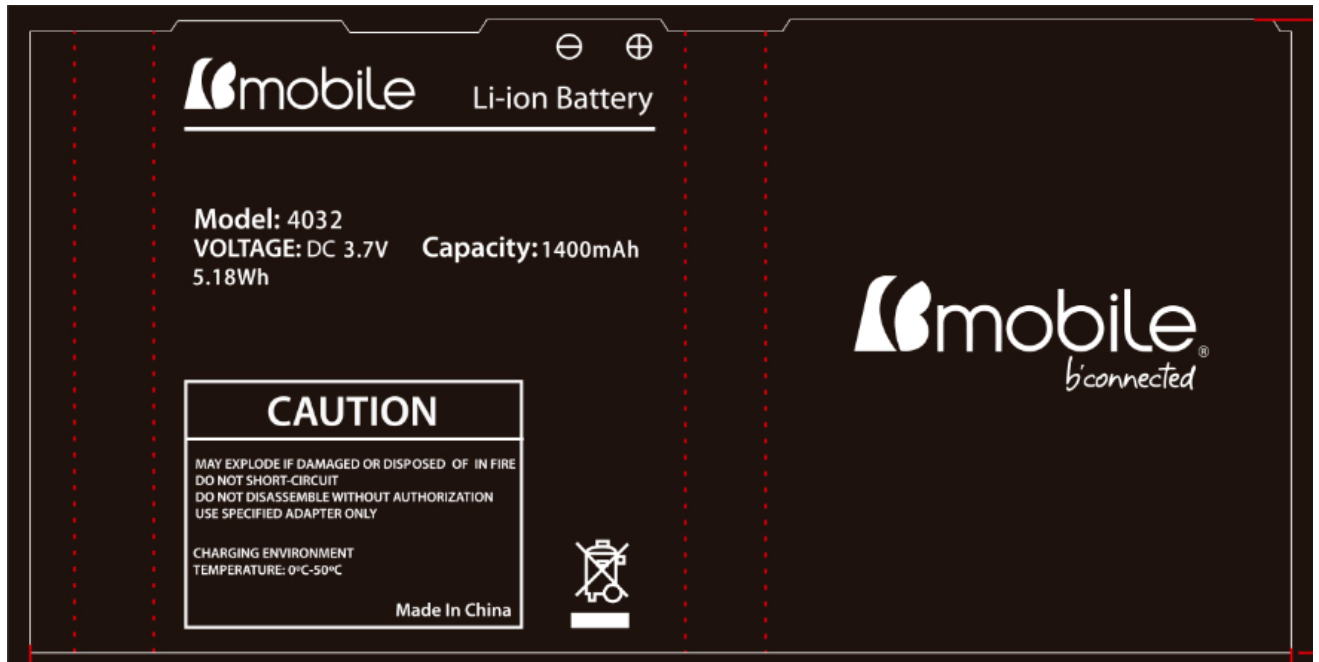 Bmobile
Li-ion Battery
Model: 4032
VOLTAGE: DC 3.7V Capacity: 1400mAh
5.18Wh
CAUTION
MAY EXPLODE IF DAMAGED OR DISPOSED OF IN FIRE
DO NOT SHORT-CIRCUIT
DO NOT DISASSEMBLE WITHOUT AUTHORIZATION
USE SPECIFIED ADAPTER ONLY
CHARGING ENVIRONMENT
TEMPERATURE: 0ºC-50ºC
Made In China
Bmobile®
b'connected